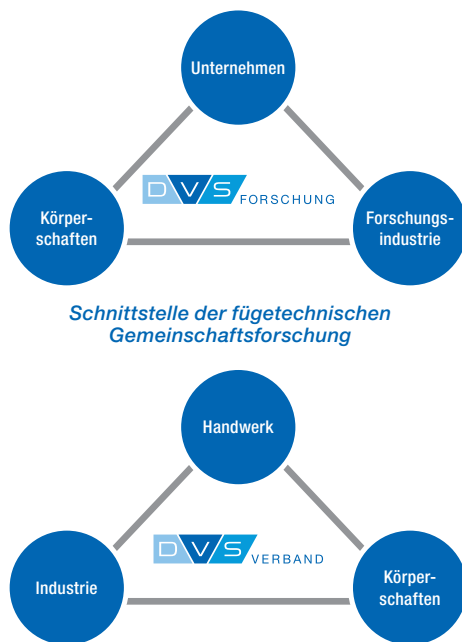 Unternehmen
DVS FORSCHUNG
Körper-
schaften
Forschungs-
industrie
Schnittstelle der fügetechnischen
Gemeinschaftsforschung
Handwerk
DVS VERBAND
Industrie
Körper-
schaften